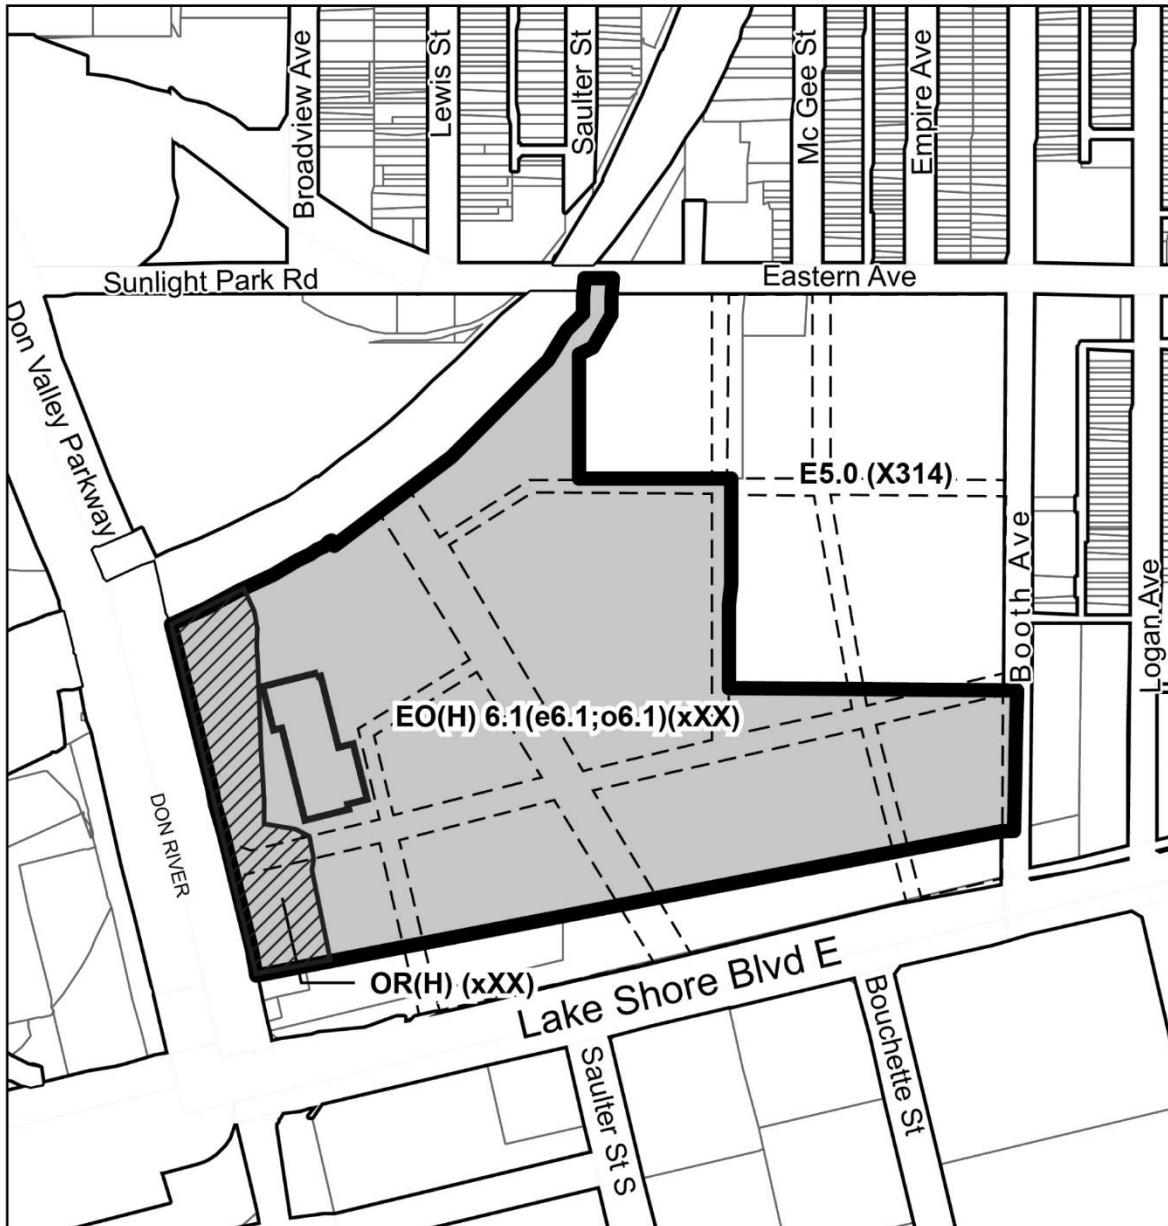 Broadview Ave
Lewis St
Saulter St
Mc Gee St
Empire Ave
Sunlight Park Rd
Eastern Ave
Don Valley Parkway
E5.0 (X314)
Booth Ave
Logan Ave
EO(H) 6.1(e6.1;o6.1)(xXX)
DON RIVER
OR(H) (xXX)
Lake Shore Blvd E
Bouchette St
Saulter St S